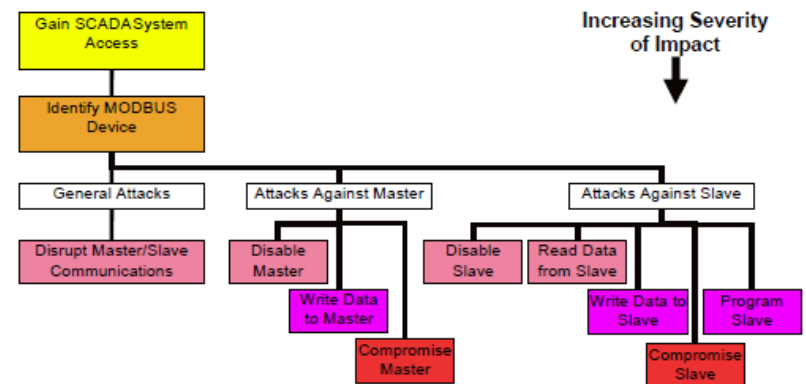 Gain SCADASystem
Access
Increasing Severity
of Impact
Identify MODBUS
Device
General Attacks
Attacks Against Master
Attacks Against Slave
Disrupt Master/Slave
Communications
Disable
Master
Disable
Slave
Read Data
from Slave
Write Data
to Master
Write Data to
Slave
Program
Slave
Compromise
Master
Compromise
Slave